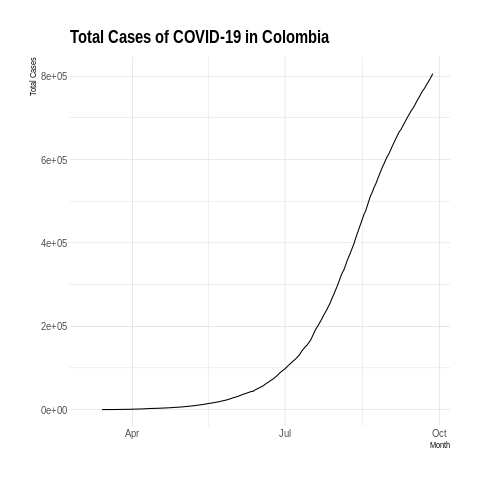 Total Cases of COVID-19 in Colombia
Total Cases
8e+05
6e+05
4e+05
2e+05
0e+00
Apr
Jul
Oct
Month